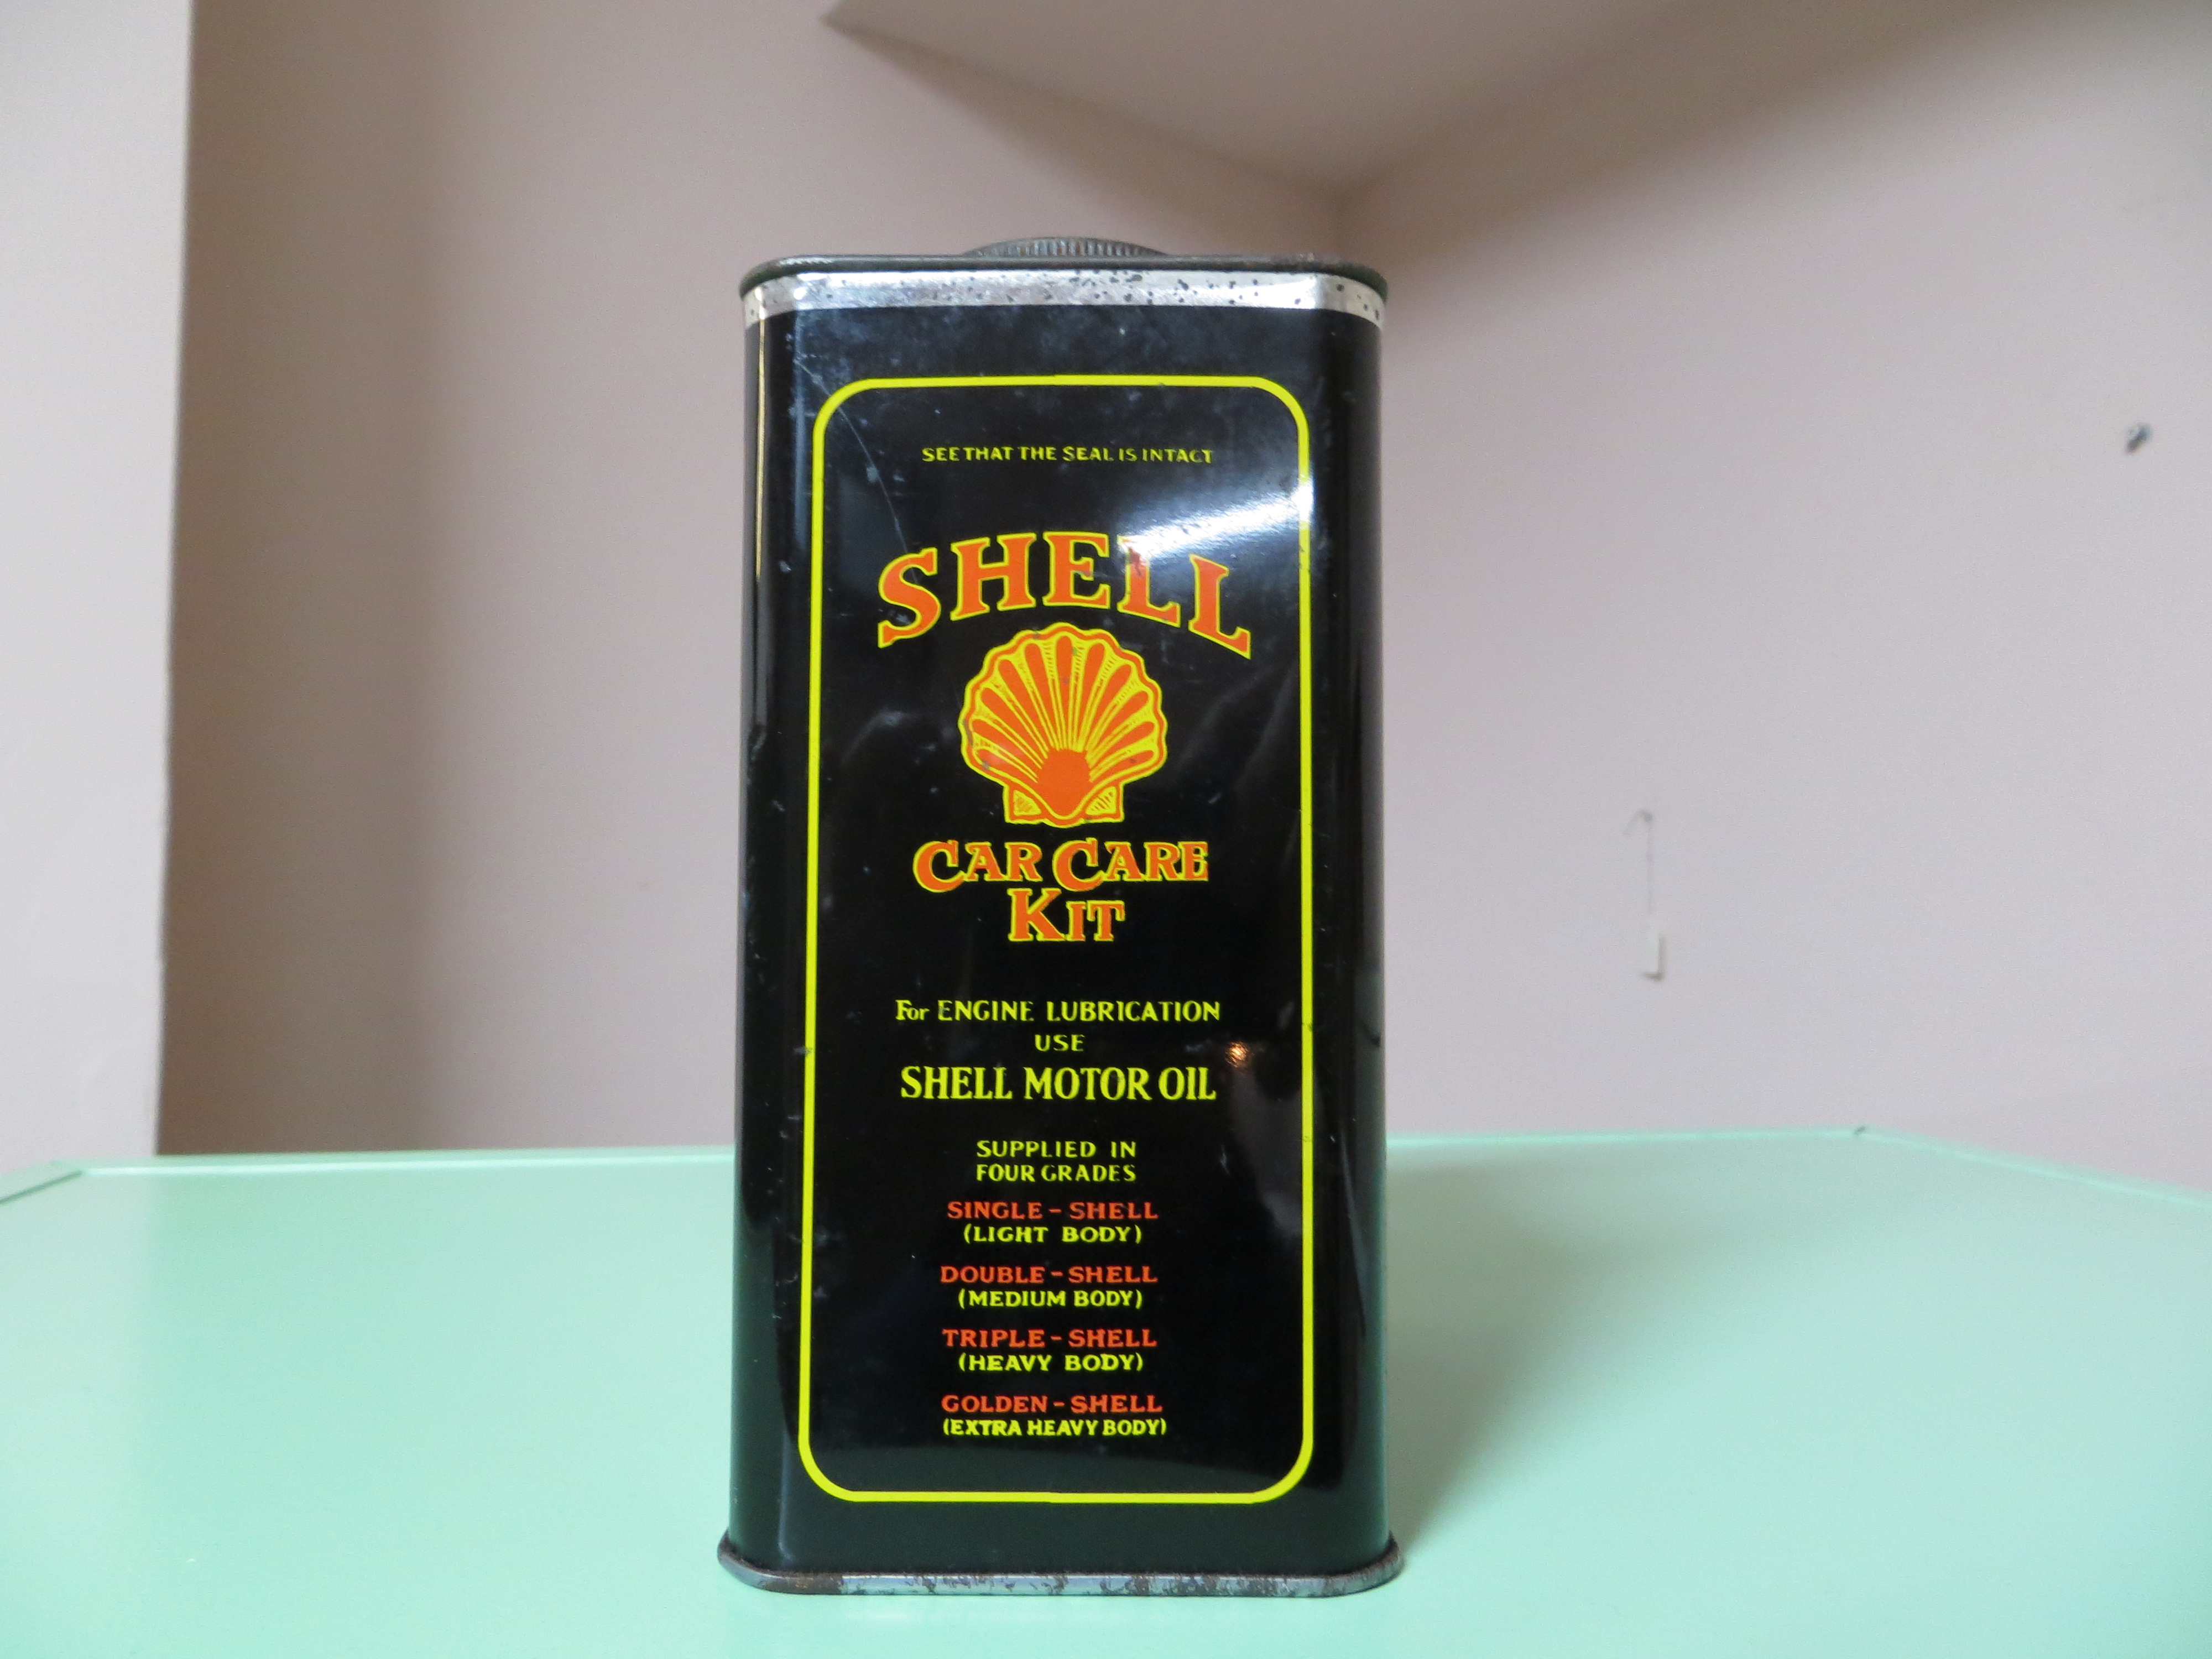 SEE THAT THE SEAL IS INTACT
SHELL
CAR CARE
KIT
For ENGINE LUBRICATION
USE
SHELL MOTOR OIL
SUPPLIED IN
FOUR GRADES
SINGLE - SHELL
(LIGHT BODY)
DOUBLE - SHELL
(MEDIUM BODY)
TRIPLE - SHELL
(HEAVY BODY)
GOLDEN - SHELL
(EXTRA HEAVY BODY)